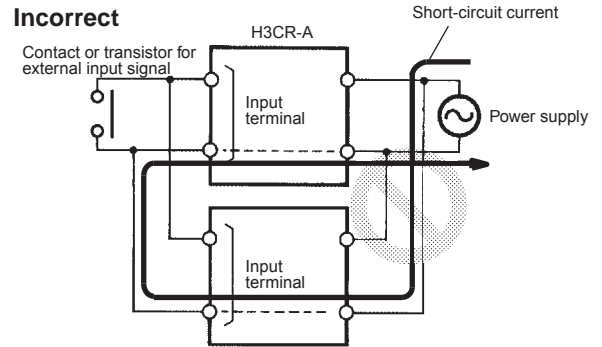 Incorrect
Short-circuit current
H3CR-A
Contact or transistor for
external input signal
Input
terminal
Power supply
Input
terminal